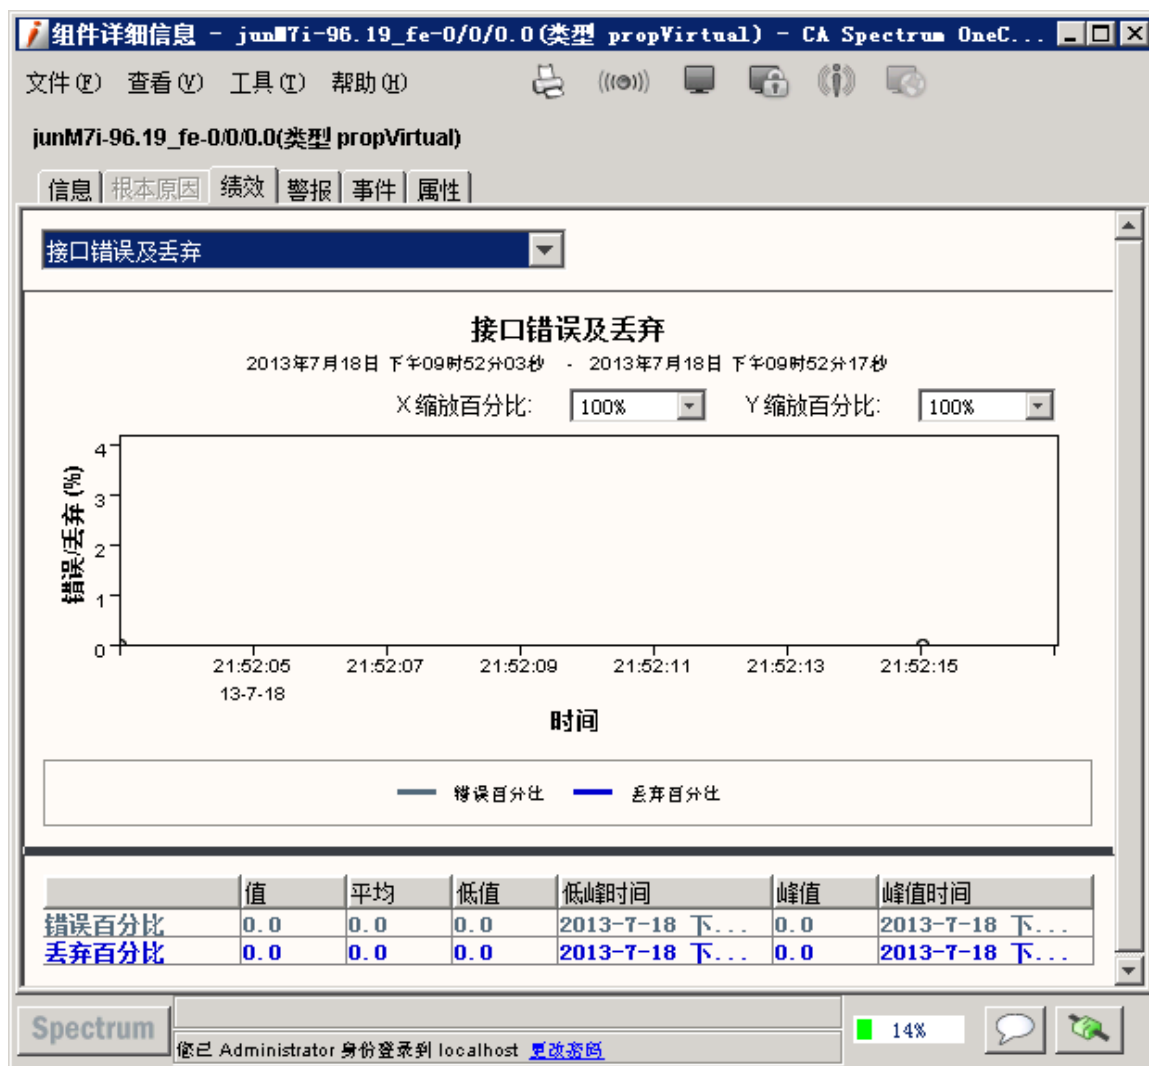 组件详细信息 - junM7i-96.19_fe-0/0/0.0(类型 propVirtual) - CA Spectrum OneC...
文件(F) 查看(V) 工具(T) 帮助(H)
junM7i-96.19_fe-0/0/0.0(类型 propVirtual)
信息 根本原因 绩效 警报 事件 属性
接口错误及丢弃
接口错误及丢弃
2013年7月18日 下午09时52分03秒 - 2013年7月18日 下午09时52分17秒
X 缩放百分比: 100% Y 缩放百分比: 100%
错误/丢弃 (%)
4
3
2
1
0
21:52:05 21:52:07 21:52:09 21:52:11 21:52:13 21:52:15
13-7-18
时间
错误百分比 丢弃百分比
值 平均 低值 低峰时间 峰值 峰值时间
错误百分比 0.0 0.0 0.0 2013-7-18 下... 0.0 2013-7-18 下...
丢弃百分比 0.0 0.0 0.0 2013-7-18 下... 0.0 2013-7-18 下...
Spectrum
您已 Administrator 身份登录到 localhost 更改密码
14%